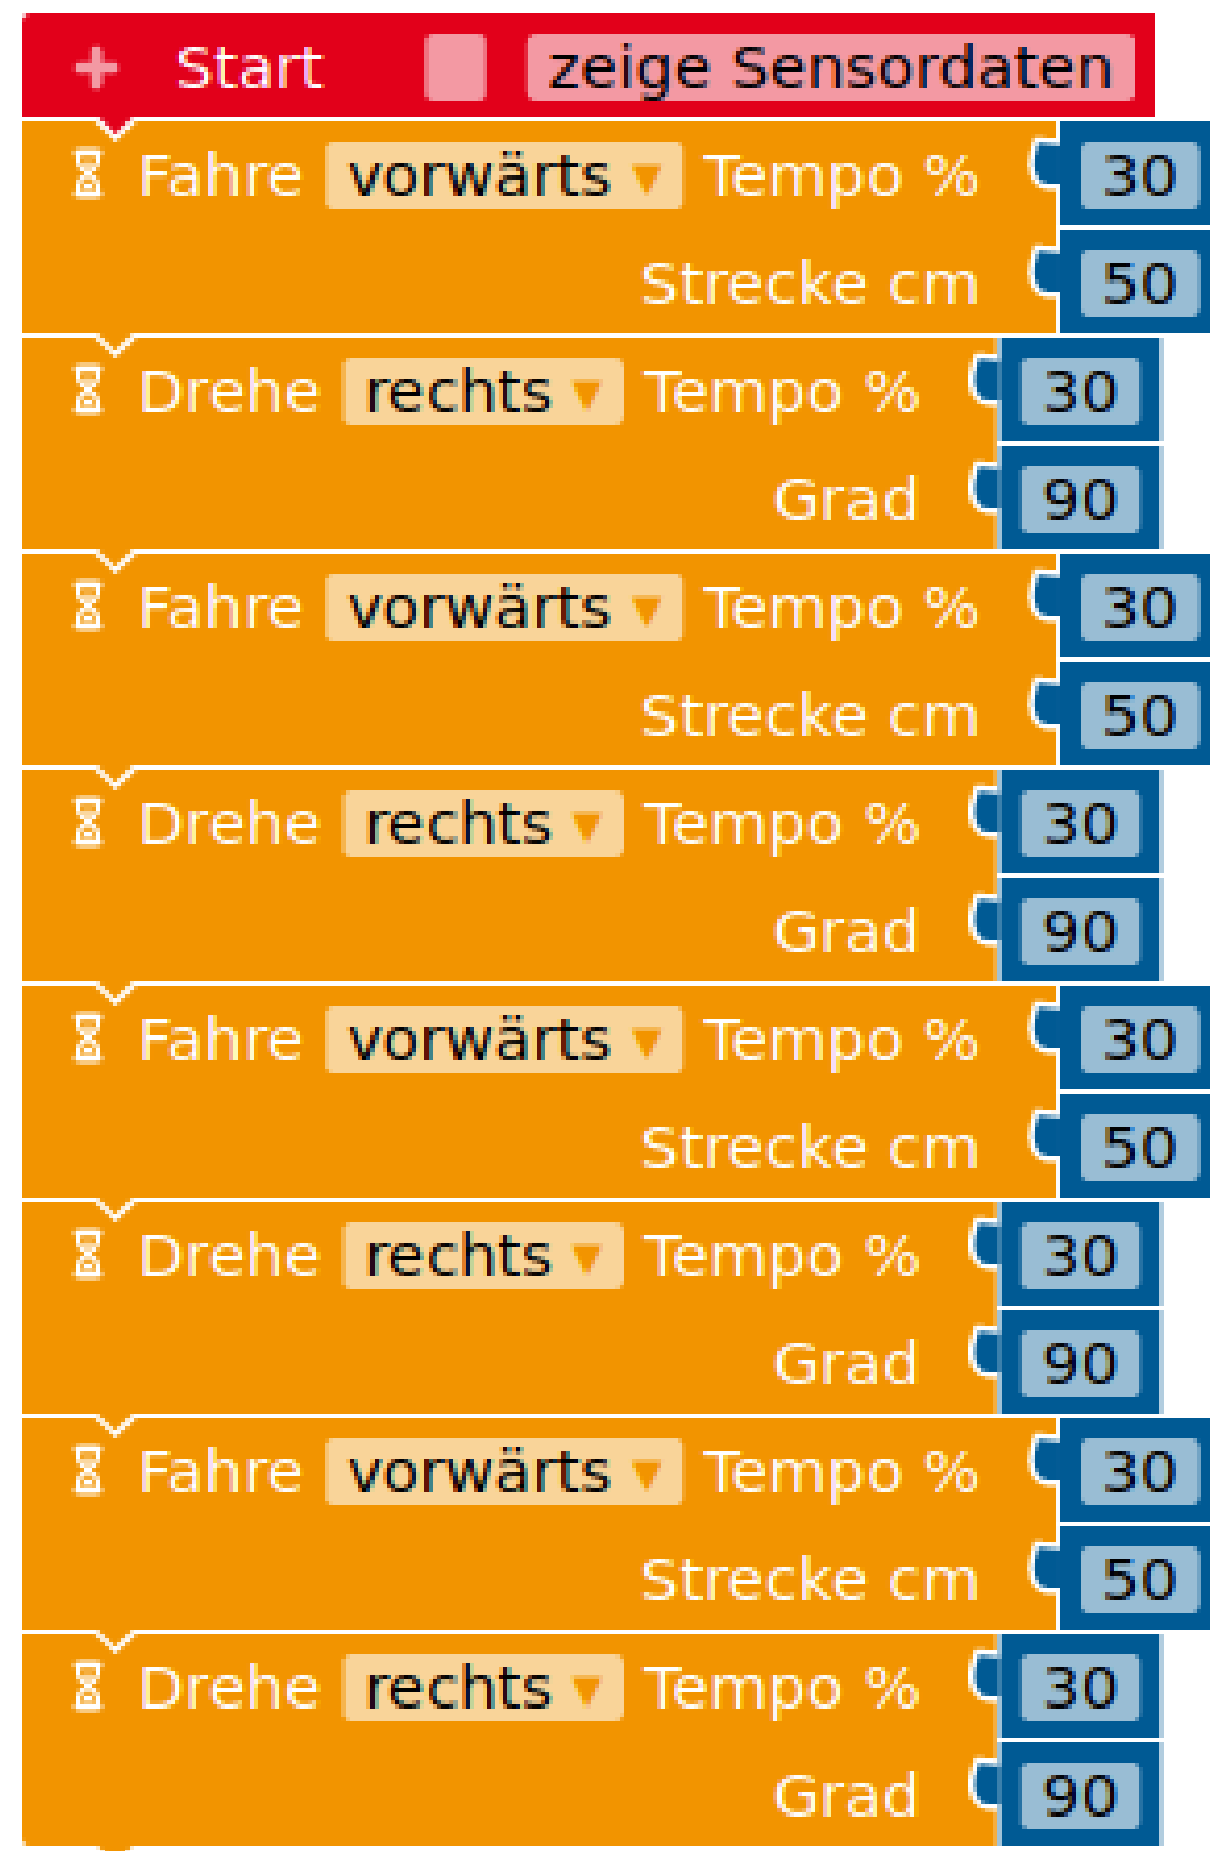 + Start zeige Sensordaten
Fahre vorwärts ▾ Tempo % 30
Strecke cm 50
Drehe rechts ▾ Tempo % 30
Grad 90
Fahre vorwärts ▾ Tempo % 30
Strecke cm 50
Drehe rechts ▾ Tempo % 30
Grad 90
Fahre vorwärts ▾ Tempo % 30
Strecke cm 50
Drehe rechts ▾ Tempo % 30
Grad 90
Fahre vorwärts ▾ Tempo % 30
Strecke cm 50
Drehe rechts ▾ Tempo % 30
Grad 90